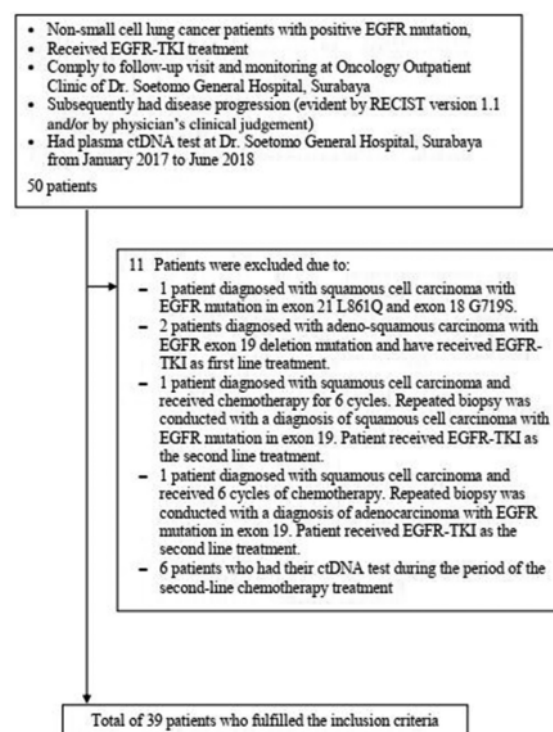 • Non-small cell lung cancer patients with positive EGFR mutation,
• Received EGFR-TKI treatment
• Comply to follow-up visit and monitoring at Oncology Outpatient
Clinic of Dr. Soetomo General Hospital, Surabaya
• Subsequently had disease progression (evident by RECIST version 1.1
and/or by physician's clinical judgement)
• Had plasma ctDNA test at Dr. Soetomo General Hospital, Surabaya
from January 2017 to June 2018
50 patients
11 Patients were excluded due to:
– 1 patient diagnosed with squamous cell carcinoma with
EGFR mutation in exon 21 L861Q and exon 18 G719S.
– 2 patients diagnosed with adeno-squamous carcinoma with
EGFR exon 19 deletion mutation and have received EGFR-
TKI as first line treatment.
– 1 patient diagnosed with squamous cell carcinoma and
received chemotherapy for 6 cycles. Repeated biopsy was
conducted with a diagnosis of squamous cell carcinoma with
EGFR mutation in exon 19. Patient received EGFR-TKI as
the second line treatment.
– 1 patient diagnosed with squamous cell carcinoma and
received 6 cycles of chemotherapy. Repeated biopsy was
conducted with a diagnosis of adenocarcinoma with EGFR
mutation in exon 19. Patient received EGFR-TKI as the
second line treatment.
– 6 patients who had their ctDNA test during the period of the
second-line chemotherapy treatment
Total of 39 patients who fulfilled the inclusion criteria